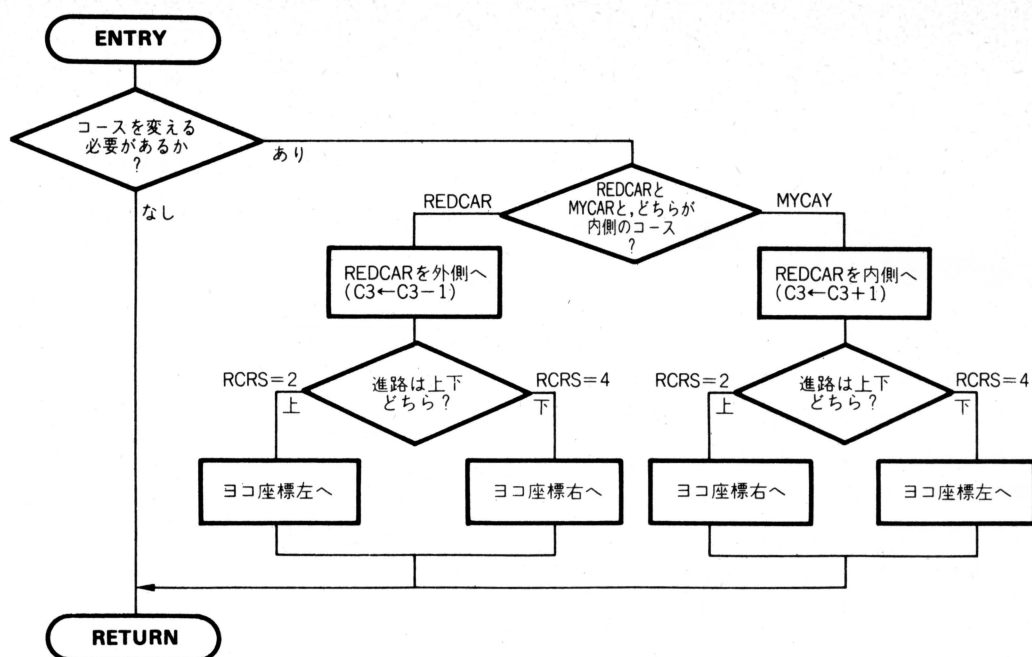 ENTRY
コースを変える
必要があるか
?
あり
なし
REDCARと
MYCARと,どちらが
内側のコース
?
REDCAR
MYCAY
REDCARを外側へ
(C3←C3−1)
REDCARを内側へ
(C3←C3+1)
RCRS=2
上
進路は上下
どちら?
RCRS=4
下
RCRS=2
上
進路は上下
どちら?
RCRS=4
下
ヨコ座標左へ
ヨコ座標右へ
ヨコ座標右へ
ヨコ座標左へ
RETURN